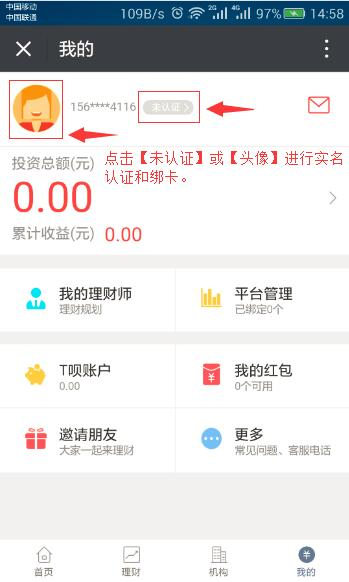 中国移动
中国联通
109B/s 2G 4G 97% 14:58
我的
156****4116 未认证
投资总额(元)
点击【未认证】或【头像】进行实名认证和绑卡。
0.00
累计收益(元) 0.00
我的理财师
理财规划
平台管理
已绑定0个
T呗账户
0.00
我的红包
0个可用
邀请朋友
大家一起来理财
更多
常见问题、客服电话
首页 理财 机构 我的